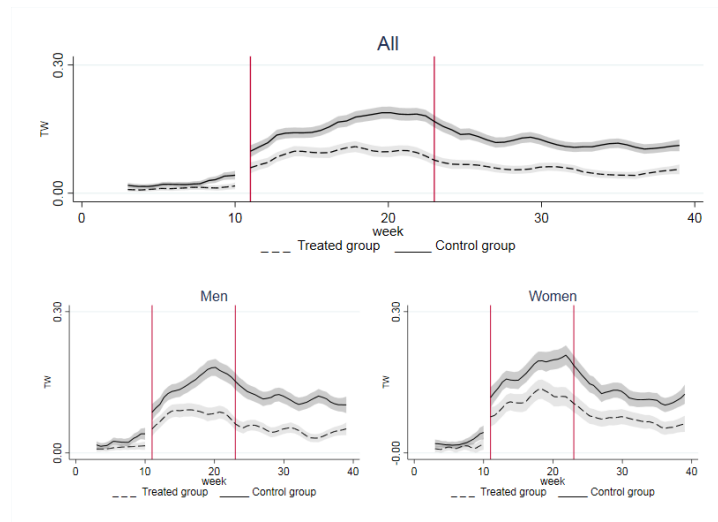 All
0.30
TW
0.00
0 10 20 30 40
week
Treated group Control group
Men
0.30
TW
0.00
0 10 20 30 40
week
Treated group Control group
Women
0.30
TW
-0.00
0 10 20 30 40
week
Treated group Control group